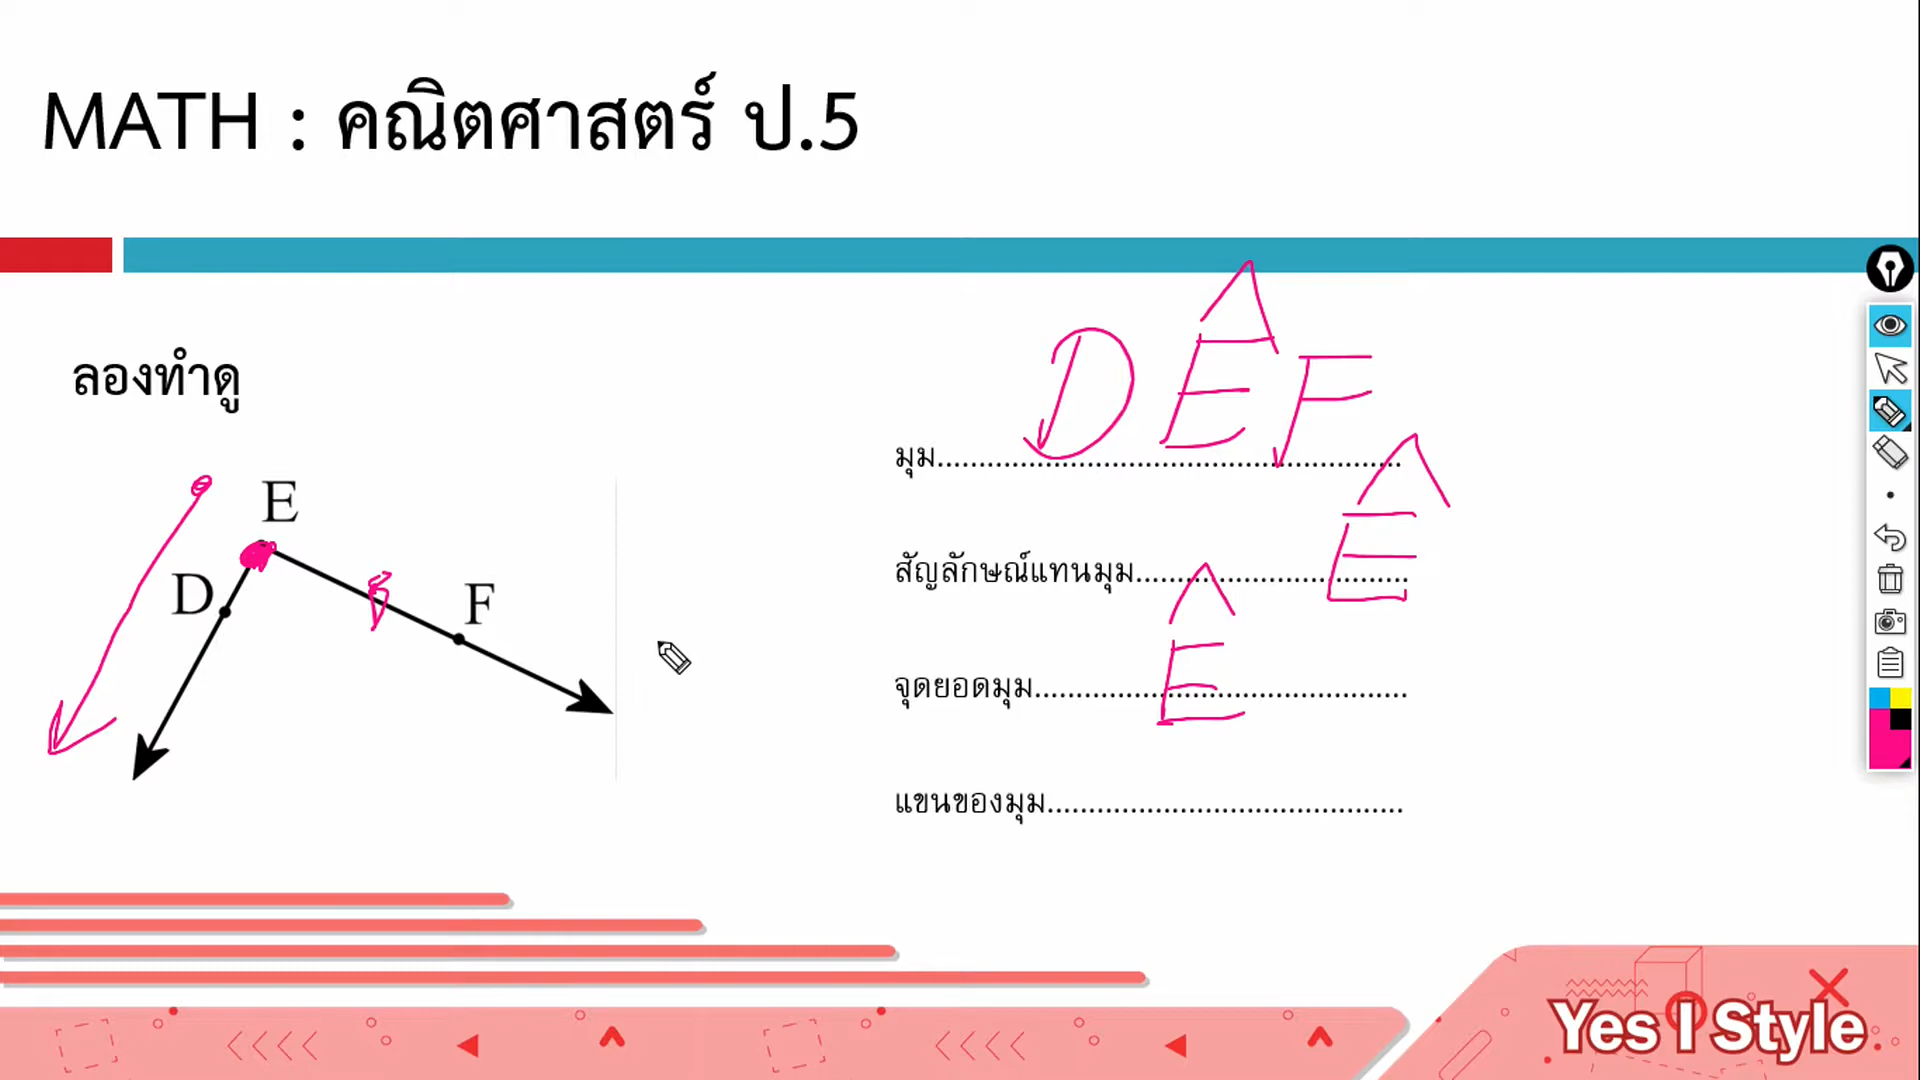 MATH : คณิตศาสตร์ ป.5
ลองทำดู
E
D
F
DÊF
มุม........................................................
สัญลักษณ์แทนมุม................................. Ê
จุดยอดมุม............................................. Ê
แขนของมุม...........................................
Yes I Style